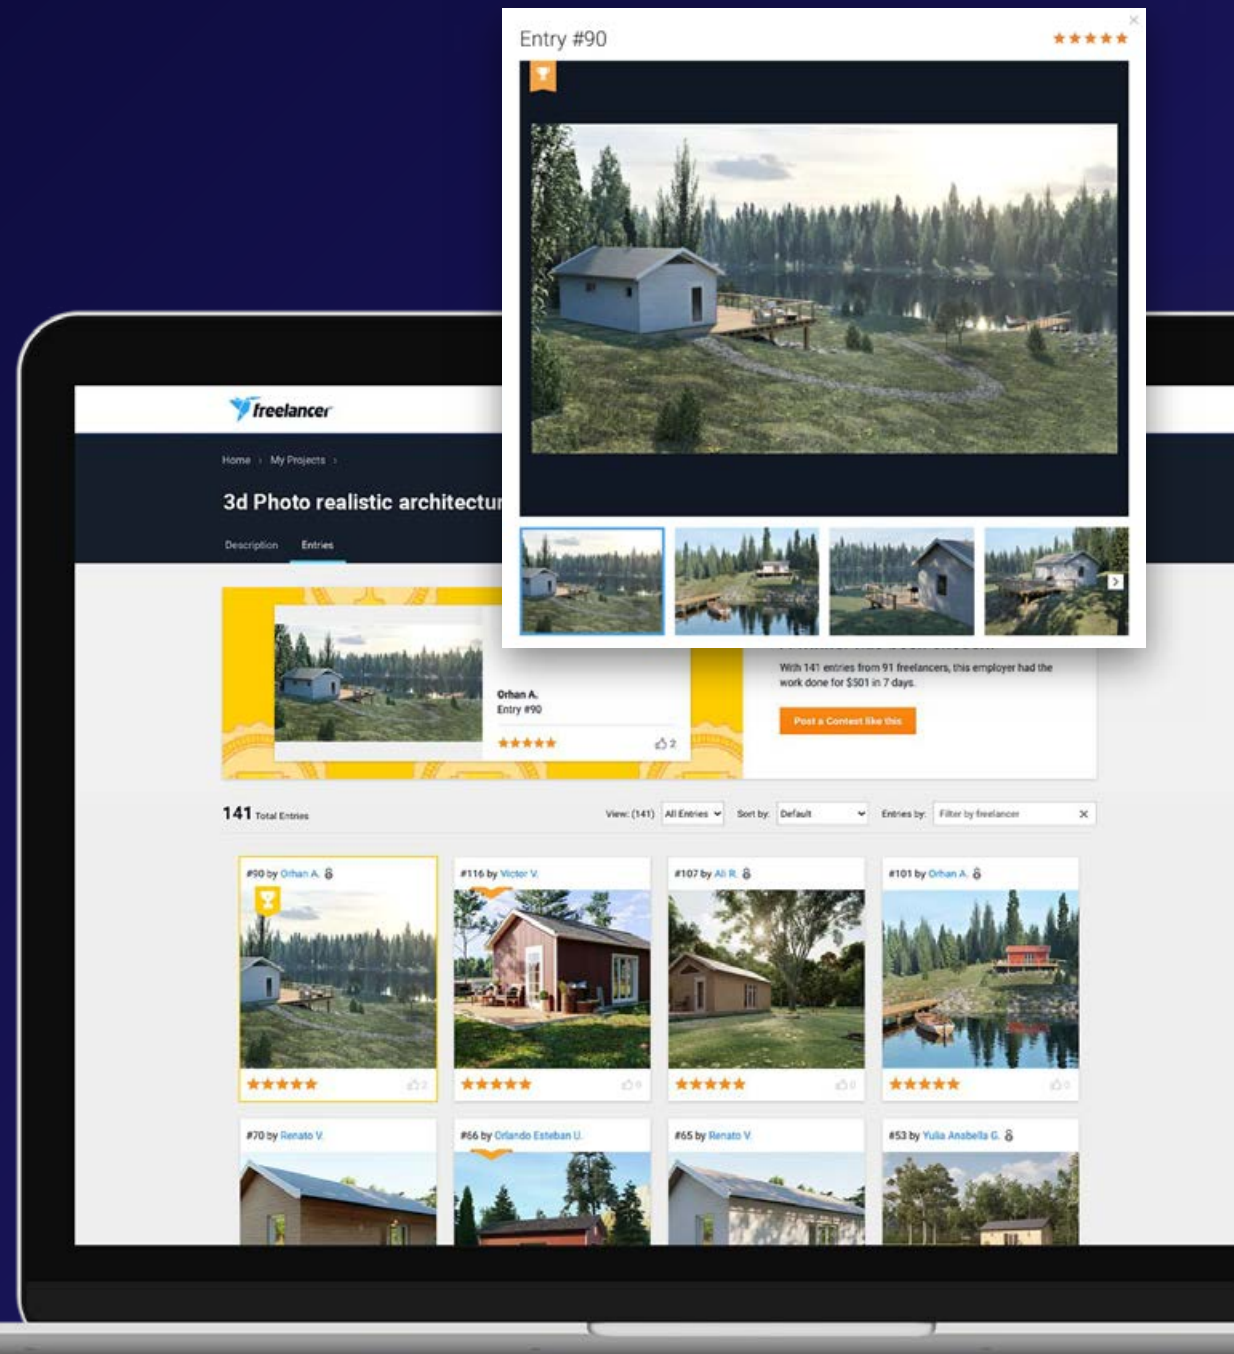 Entry #90
freelancer
Home › My Projects ›
3d Photo realistic architectur
Description Entries
With 141 entries from 91 freelancers, this employer had the
work done for $501 in 7 days.
Post a Contest like this
Orhan A.
Entry #90
2
141 Total Entries
View: (141) All Entries Sort by: Default Entries by: Filter by freelancer
#90 by Orhan A.
#116 by Victor V.
#107 by Ali R.
#101 by Orhan A.
2
0
0
0
#70 by Renato V.
#66 by Orlando Esteban U.
#65 by Renato V.
#53 by Yulia Anabella G.